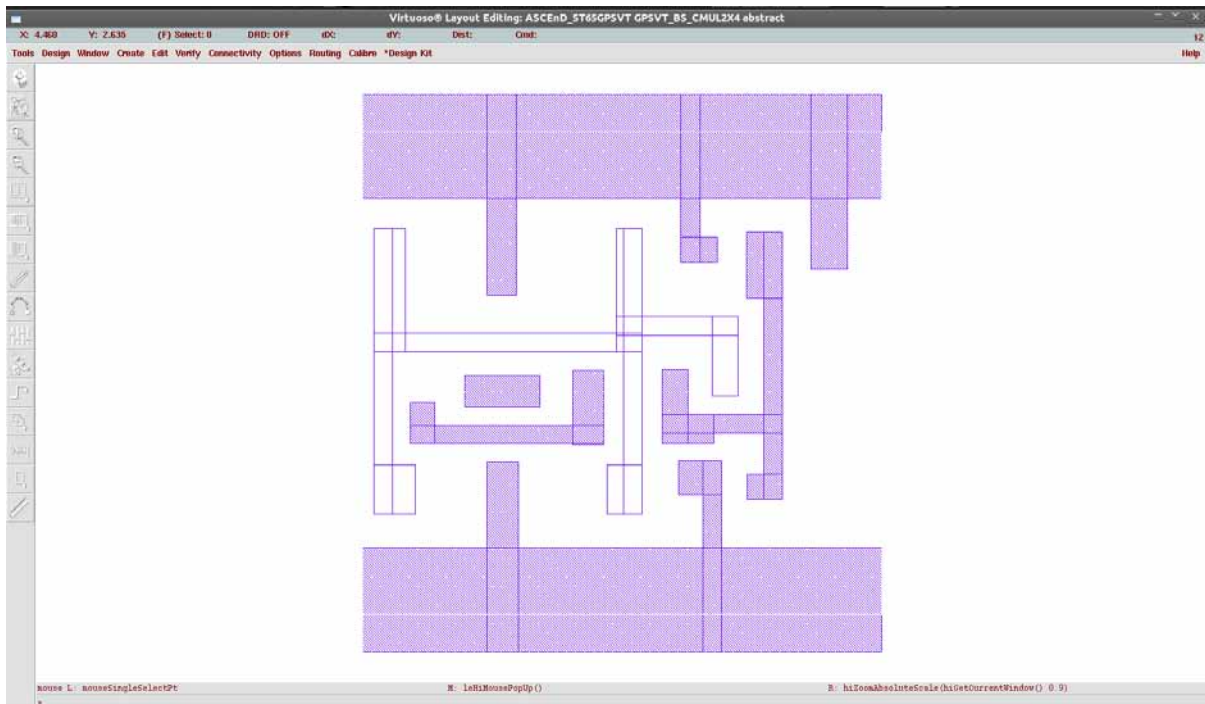 Virtuoso® Layout Editing: ASCEnD_ST65GPSVT GPSVT_BS_CMUL2X4 abstract
X: 4.460 Y: 2.635 (F) Select: 0 DRD: OFF dX: dY: Dist: Cmd: 12
Tools Design Window Create Edit Verify Connectivity Options Routing Calibre *Design Kit Help
mouse L: mouseSingleSelectPt M: leHiMousePopUp() R: hiZoomAbsoluteScale(hiGetCurrentWindow() 0.9)